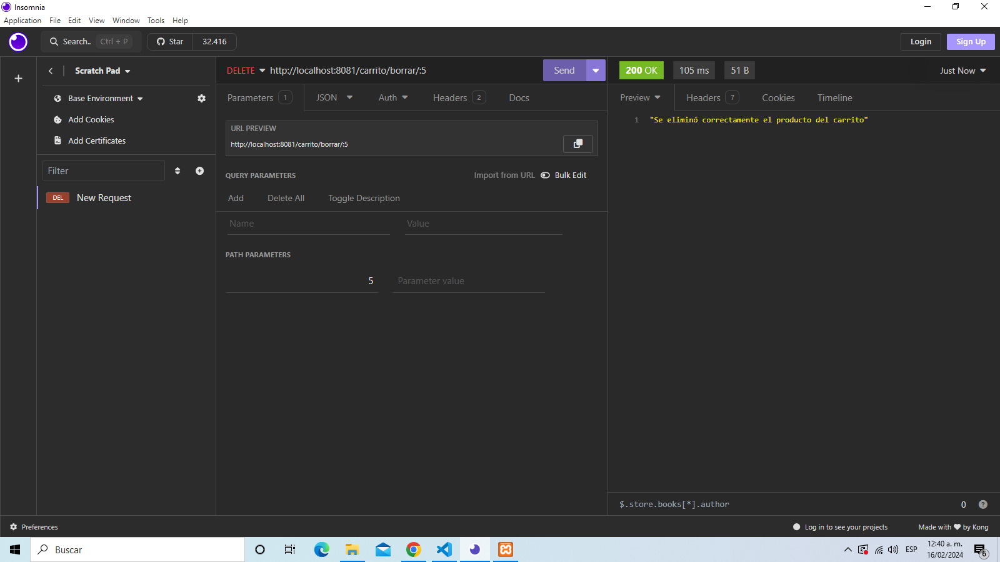 Insomnia
Application File Edit View Window Tools Help
Search.. Ctrl + P Star 32.416 Login Sign Up
Scratch Pad
DELETE http://localhost:8081/carrito/borrar/:5 Send 200 OK 105 ms 51 B Just Now
Base Environment
Add Cookies
Add Certificates
Filter
DEL New Request
Parameters 1 JSON Auth Headers 2 Docs
URL PREVIEW
http://localhost:8081/carrito/borrar/:5
QUERY PARAMETERS Import from URL Bulk Edit
Add Delete All Toggle Description
Name Value
PATH PARAMETERS
5 Parameter value
Preview Headers 7 Cookies Timeline
1 "Se eliminó correctamente el producto del carrito"
$.store.books[*].author 0 ?
Preferences Log in to see your projects Made with ❤ by Kong
Buscar ESP 12:40 a. m.
16/02/2024 6